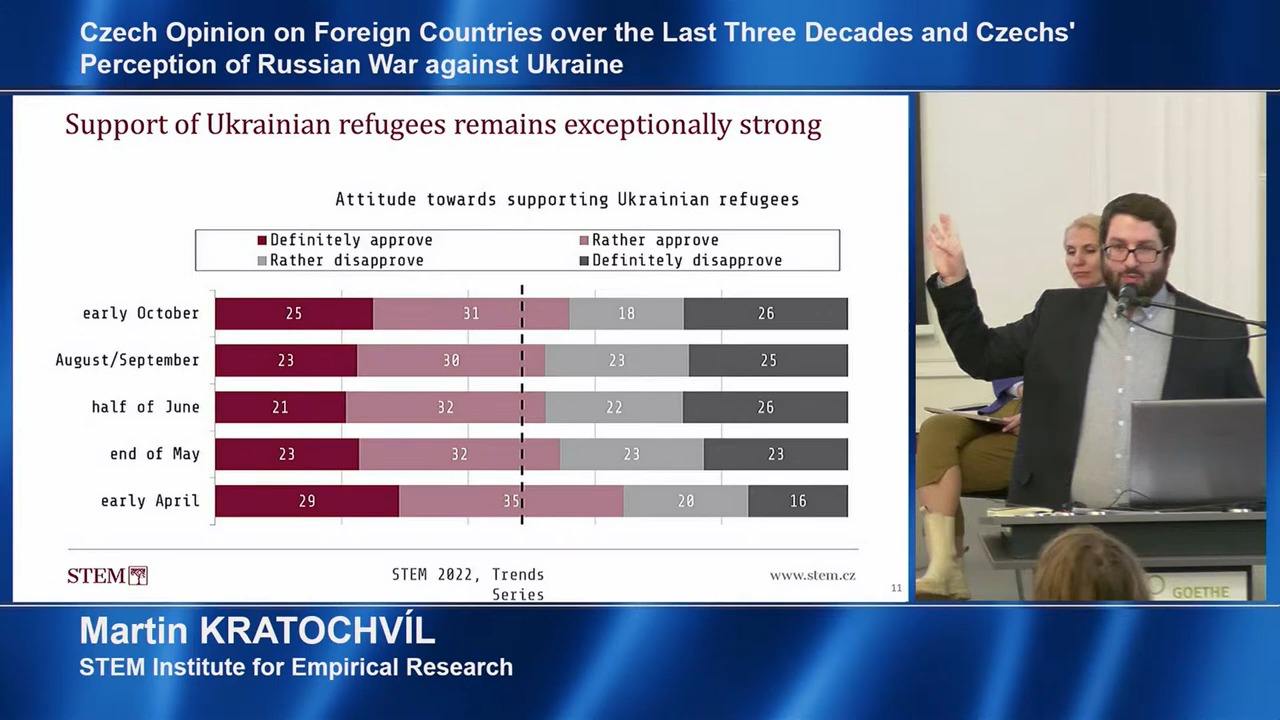 Czech Opinion on Foreign Countries over the Last Three Decades and Czechs'
Perception of Russian War against Ukraine
Support of Ukrainian refugees remains exceptionally strong
Attitude towards supporting Ukrainian refugees
Definitely approve
Rather approve
Rather disapprove
Definitely disapprove
early October 25 31 18 26
August/September 23 30 23 25
half of June 21 32 22 26
end of May 23 32 23 23
early April 29 35 20 16
STEM
STEM 2022, Trends
Series
www.stem.cz
11
GOETHE
Martin KRATOCHVÍL
STEM Institute for Empirical Research